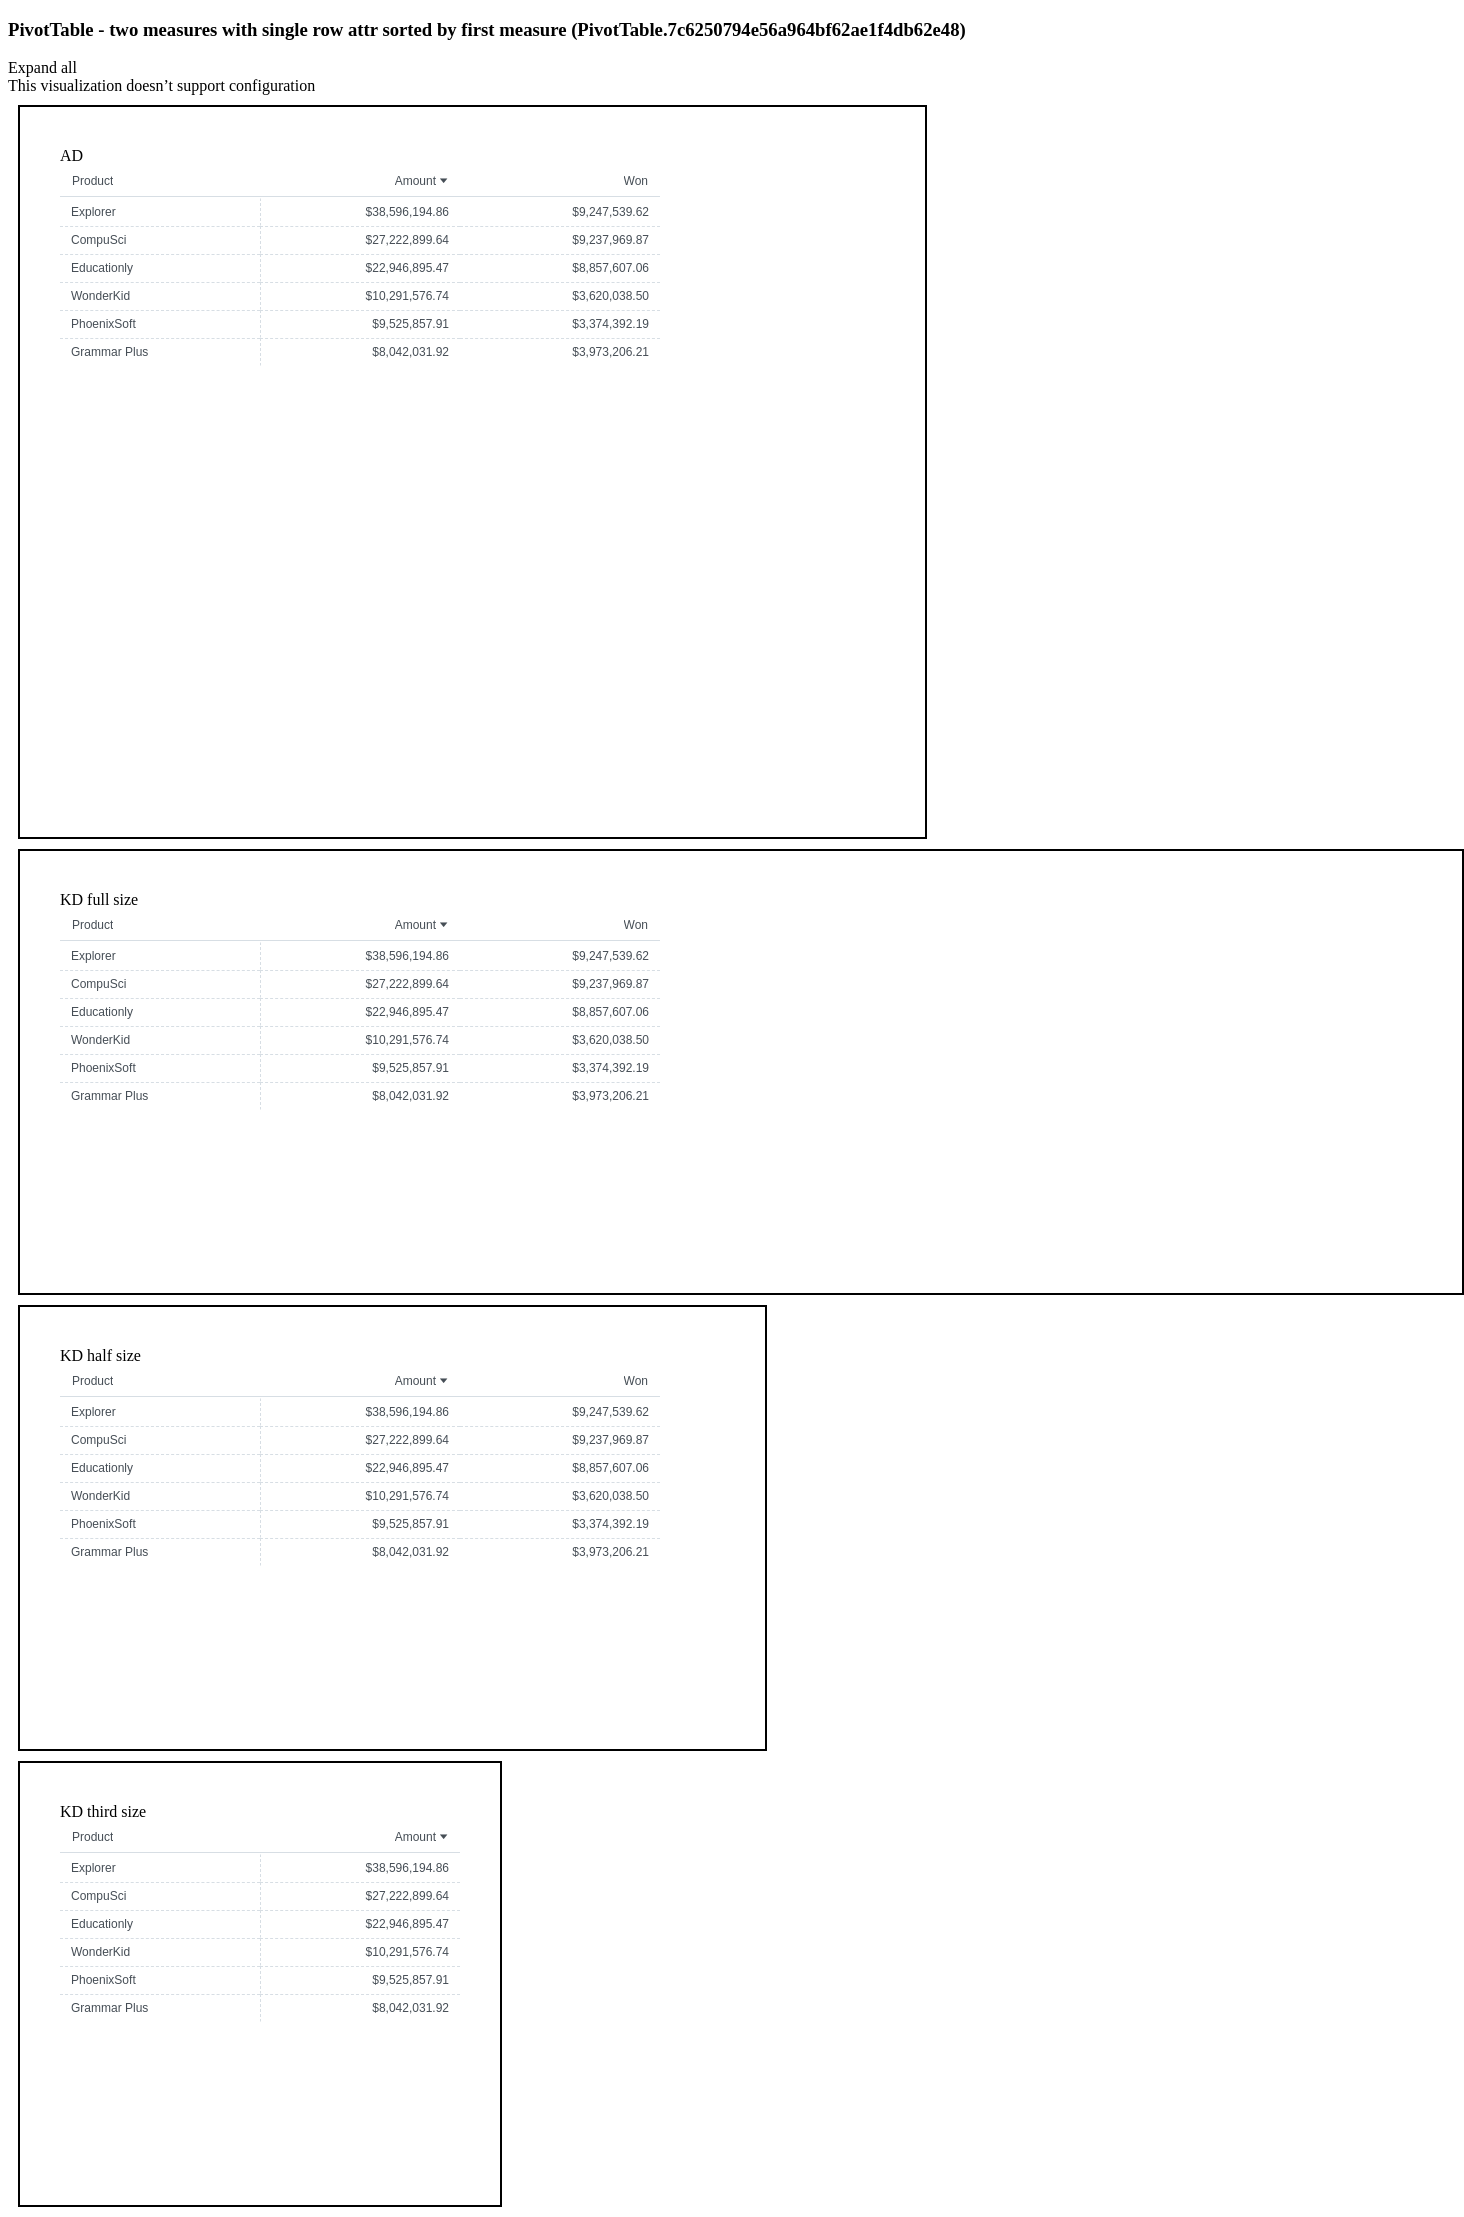 PivotTable - two measures with single row attr sorted by first measure (PivotTable.7c6250794e56a964bf62ae1f4db62e48)
Expand all
This visualization doesn’t support configuration
AD
Product Amount Won
Explorer $38,596,194.86 $9,247,539.62
CompuSci $27,222,899.64 $9,237,969.87
Educationly $22,946,895.47 $8,857,607.06
WonderKid $10,291,576.74 $3,620,038.50
PhoenixSoft $9,525,857.91 $3,374,392.19
Grammar Plus $8,042,031.92 $3,973,206.21
KD full size
Product Amount Won
Explorer $38,596,194.86 $9,247,539.62
CompuSci $27,222,899.64 $9,237,969.87
Educationly $22,946,895.47 $8,857,607.06
WonderKid $10,291,576.74 $3,620,038.50
PhoenixSoft $9,525,857.91 $3,374,392.19
Grammar Plus $8,042,031.92 $3,973,206.21
KD half size
Product Amount Won
Explorer $38,596,194.86 $9,247,539.62
CompuSci $27,222,899.64 $9,237,969.87
Educationly $22,946,895.47 $8,857,607.06
WonderKid $10,291,576.74 $3,620,038.50
PhoenixSoft $9,525,857.91 $3,374,392.19
Grammar Plus $8,042,031.92 $3,973,206.21
KD third size
Product Amount
Explorer $38,596,194.86
CompuSci $27,222,899.64
Educationly $22,946,895.47
WonderKid $10,291,576.74
PhoenixSoft $9,525,857.91
Grammar Plus $8,042,031.92